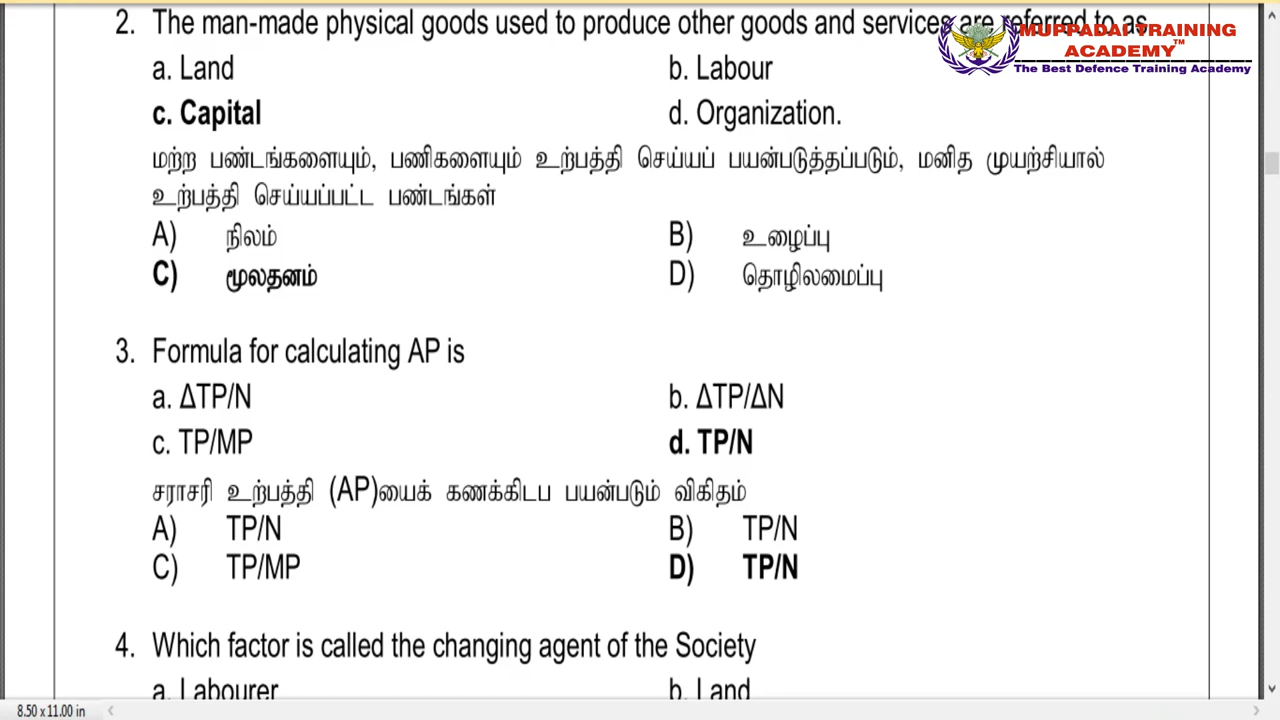 2. The man-made physical goods used to produce other goods and services are referred to as
MUPPADAI TRAINING
ACADEMY™
The Best Defence Training Academy
a. Land b. Labour
c. Capital d. Organization.
மற்ற பண்டங்களையும், பணிகளையும் உற்பத்தி செய்யப் பயன்படுத்தப்படும், மனித முயற்சியால்
உற்பத்தி செய்யப்பட்ட பண்டங்கள்
A) நிலம் B) உழைப்பு
C) மூலதனம் D) தொழிலமைப்பு
3. Formula for calculating AP is
a. ΔTP/N b. ΔTP/ΔN
c. TP/MP d. TP/N
சராசரி உற்பத்தி (AP)யைக் கணக்கிடப பயன்படும் விகிதம்
A) TP/N B) TP/N
C) TP/MP D) TP/N
4. Which factor is called the changing agent of the Society
a. Labourer b. Land
8.50 x 11.00 in